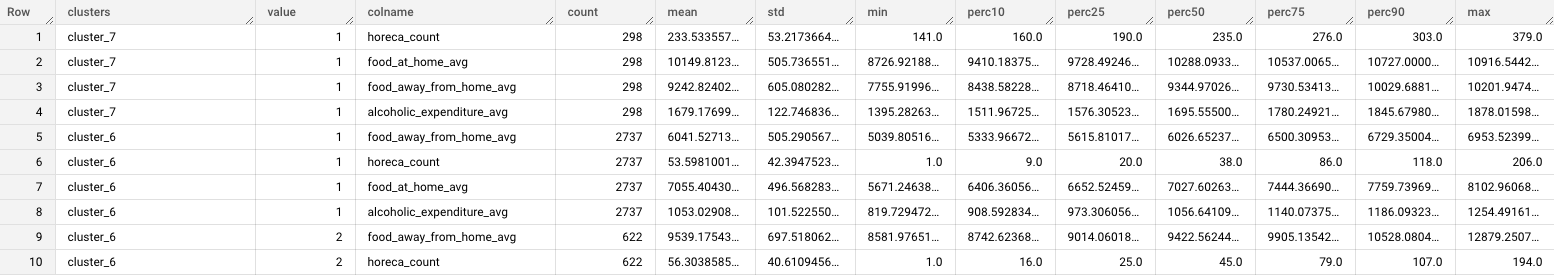 Row clusters value colname count mean std min perc10 perc25 perc50 perc75 perc90 max
1 cluster_7 1 horeca_count 298 233.533557... 53.2173664... 141.0 160.0 190.0 235.0 276.0 303.0 379.0
2 cluster_7 1 food_at_home_avg 298 10149.8123... 505.736551... 8726.92188... 9410.18375... 9728.49246... 10288.0933... 10537.0065... 10727.0000... 10916.5442...
3 cluster_7 1 food_away_from_home_avg 298 9242.82402... 605.080282... 7755.91996... 8438.58228... 8718.46410... 9344.97026... 9730.53413... 10029.6881... 10201.9474...
4 cluster_7 1 alcoholic_expenditure_avg 298 1679.17699... 122.746836... 1395.28263... 1511.96725... 1576.30523... 1695.55500... 1780.24921... 1845.67980... 1878.01598...
5 cluster_6 1 food_away_from_home_avg 2737 6041.52713... 505.290567... 5039.80516... 5333.96672... 5615.81017... 6026.65237... 6500.30953... 6729.35004... 6953.52399...
6 cluster_6 1 horeca_count 2737 53.5981001... 42.3947523... 1.0 9.0 20.0 38.0 86.0 118.0 206.0
7 cluster_6 1 food_at_home_avg 2737 7055.40430... 496.568283... 5671.24638... 6406.36056... 6652.52459... 7027.60263... 7444.36690... 7759.73969... 8102.96068...
8 cluster_6 1 alcoholic_expenditure_avg 2737 1053.02908... 101.522550... 819.729472... 908.592834... 973.306056... 1056.64109... 1140.07375... 1186.09323... 1254.49161...
9 cluster_6 2 food_away_from_home_avg 622 9539.17543... 697.518062... 8581.97651... 8742.62368... 9014.06018... 9422.56244... 9905.13542... 10528.0804... 12879.2507...
10 cluster_6 2 horeca_count 622 56.3038585... 40.6109456... 1.0 16.0 25.0 45.0 79.0 107.0 194.0